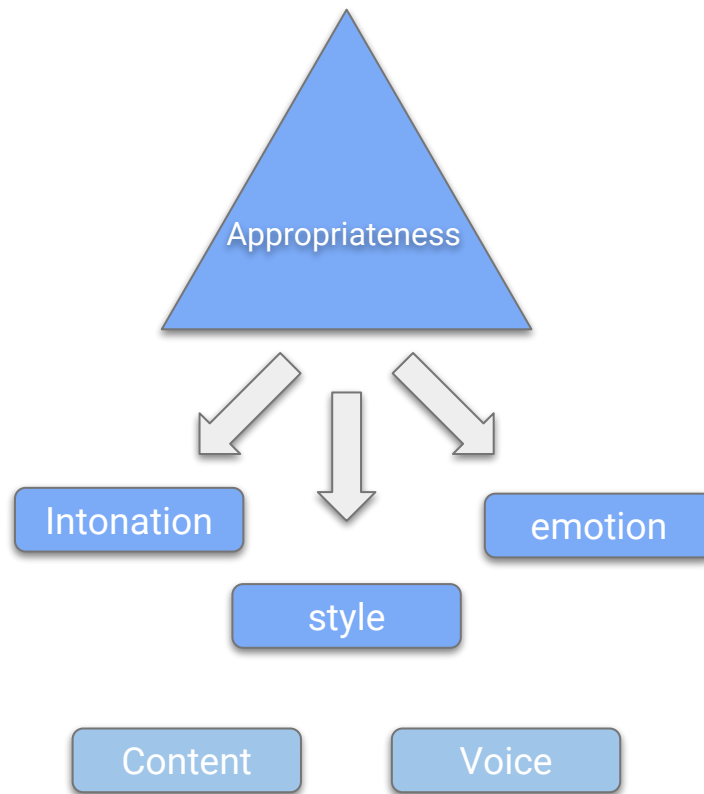 Appropriateness
Intonation
emotion
style
Content
Voice